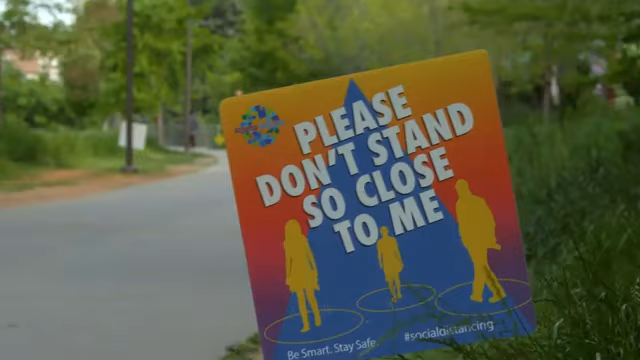 PLEASE
DON'T STAND
SO CLOSE
TO ME
Be Smart. Stay Safe.
#socialdistancing